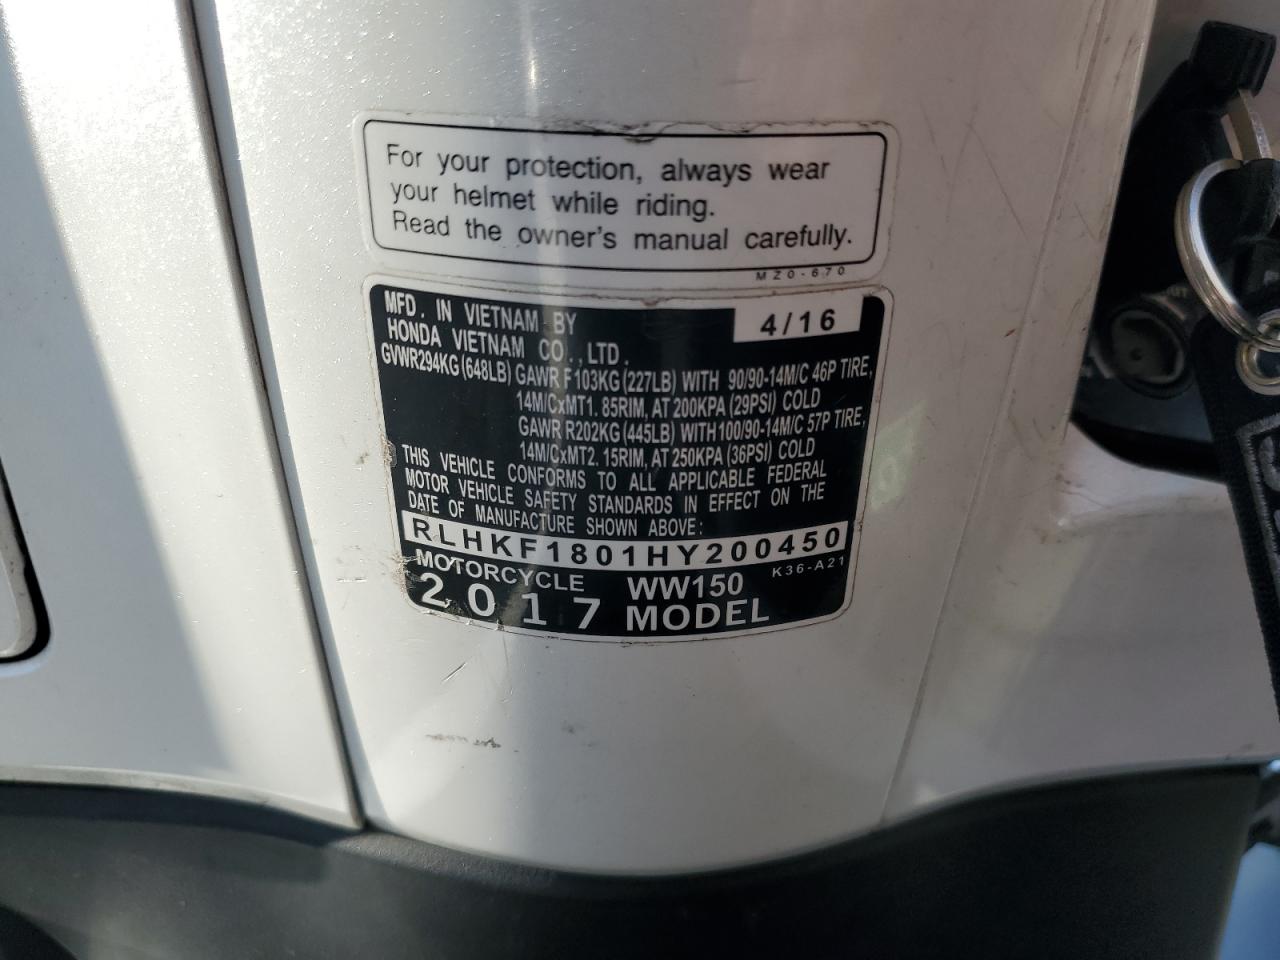 For your protection, always wear
your helmet while riding.
Read the owner's manual carefully.
MZ0-670
MFD. IN VIETNAM BY 4/16
HONDA VIETNAM CO.,LTD.
GVWR294KG(648LB) GAWR F103KG(227LB) WITH 90/90-14M/C 46P TIRE,
14M/CxMT1.85RIM, AT 200KPA (29PSI) COLD
GAWR R202KG(445LB) WITH100/90-14M/C 57P TIRE,
14M/CxMT2.15RIM, AT 250KPA (36PSI) COLD
THIS VEHICLE CONFORMS TO ALL APPLICABLE FEDERAL
MOTOR VEHICLE SAFETY STANDARDS IN EFFECT ON THE
DATE OF MANUFACTURE SHOWN ABOVE:
RLHKF1801HY200450
MOTORCYCLE WW150 K36-A21
2017 MODEL